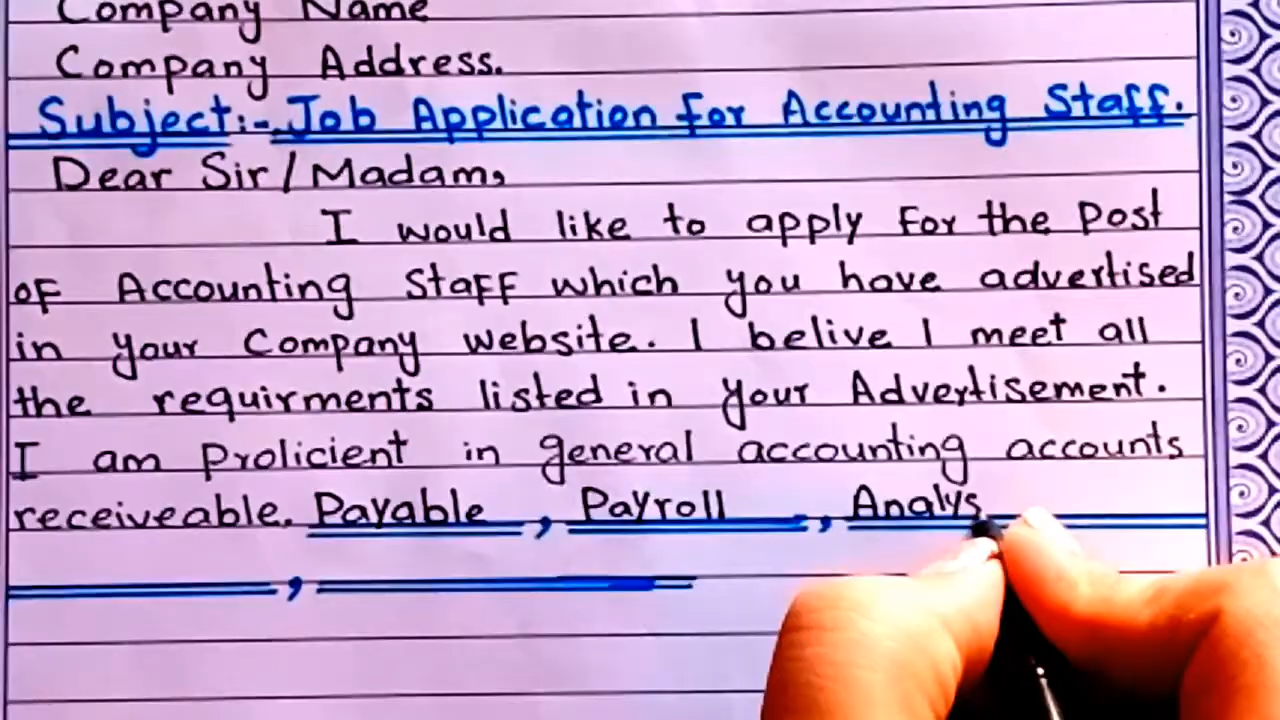 Company Name
Company Address.
Subject:- Job Application for Accounting Staff.
Dear Sir/Madam,
I would like to apply For the Post
of Accounting Staff which you have advertised
in your Company website. I belive I meet all
the requirments listed in your Advertisement.
I am Prolicient in general accounting accounts
receiveable. Payable , Payroll , Analys
,